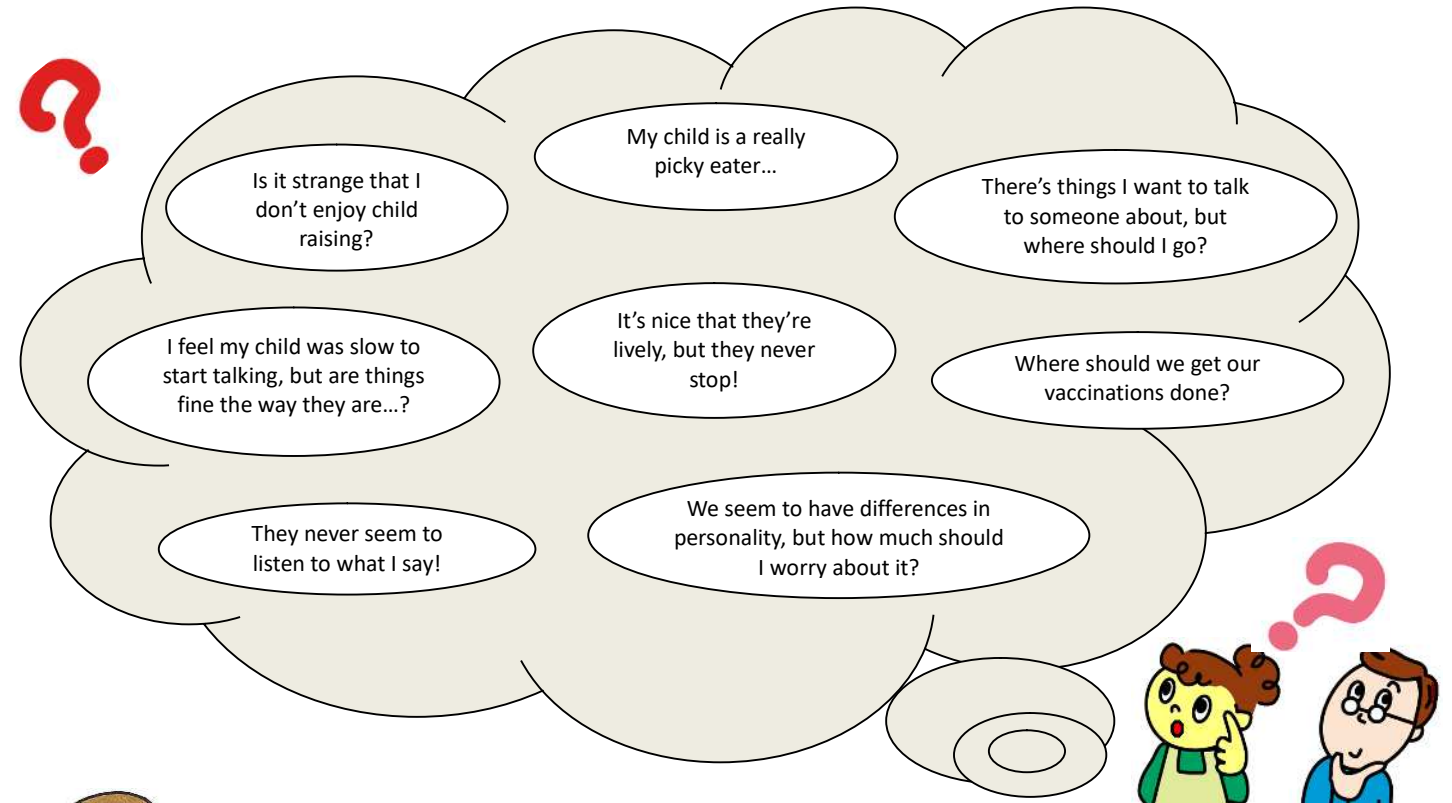 My child is a really
picky eater…
Is it strange that I
don’t enjoy child
raising?
There’s things I want to talk
to someone about, but
where should I go?
I feel my child was slow to
start talking, but are things
fine the way they are…?
It’s nice that they’re
lively, but they never
stop!
Where should we get our
vaccinations done?
They never seem to
listen to what I say!
We seem to have differences in
personality, but how much should
I worry about it?